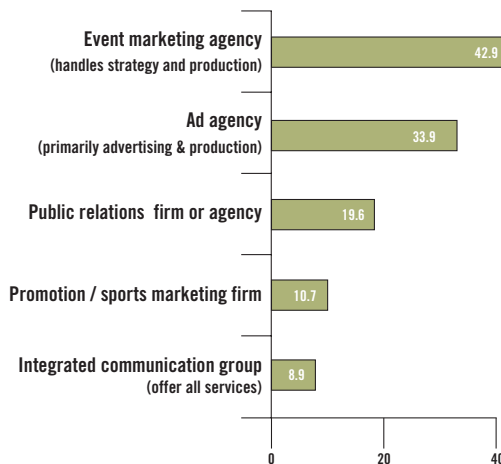 Event marketing agency
(handles strategy and production)
42.9
Ad agency
(primarily advertising & production)
33.9
Public relations firm or agency
19.6
Promotion / sports marketing firm
10.7
Integrated communication group
(offer all services)
8.9
0 20 40